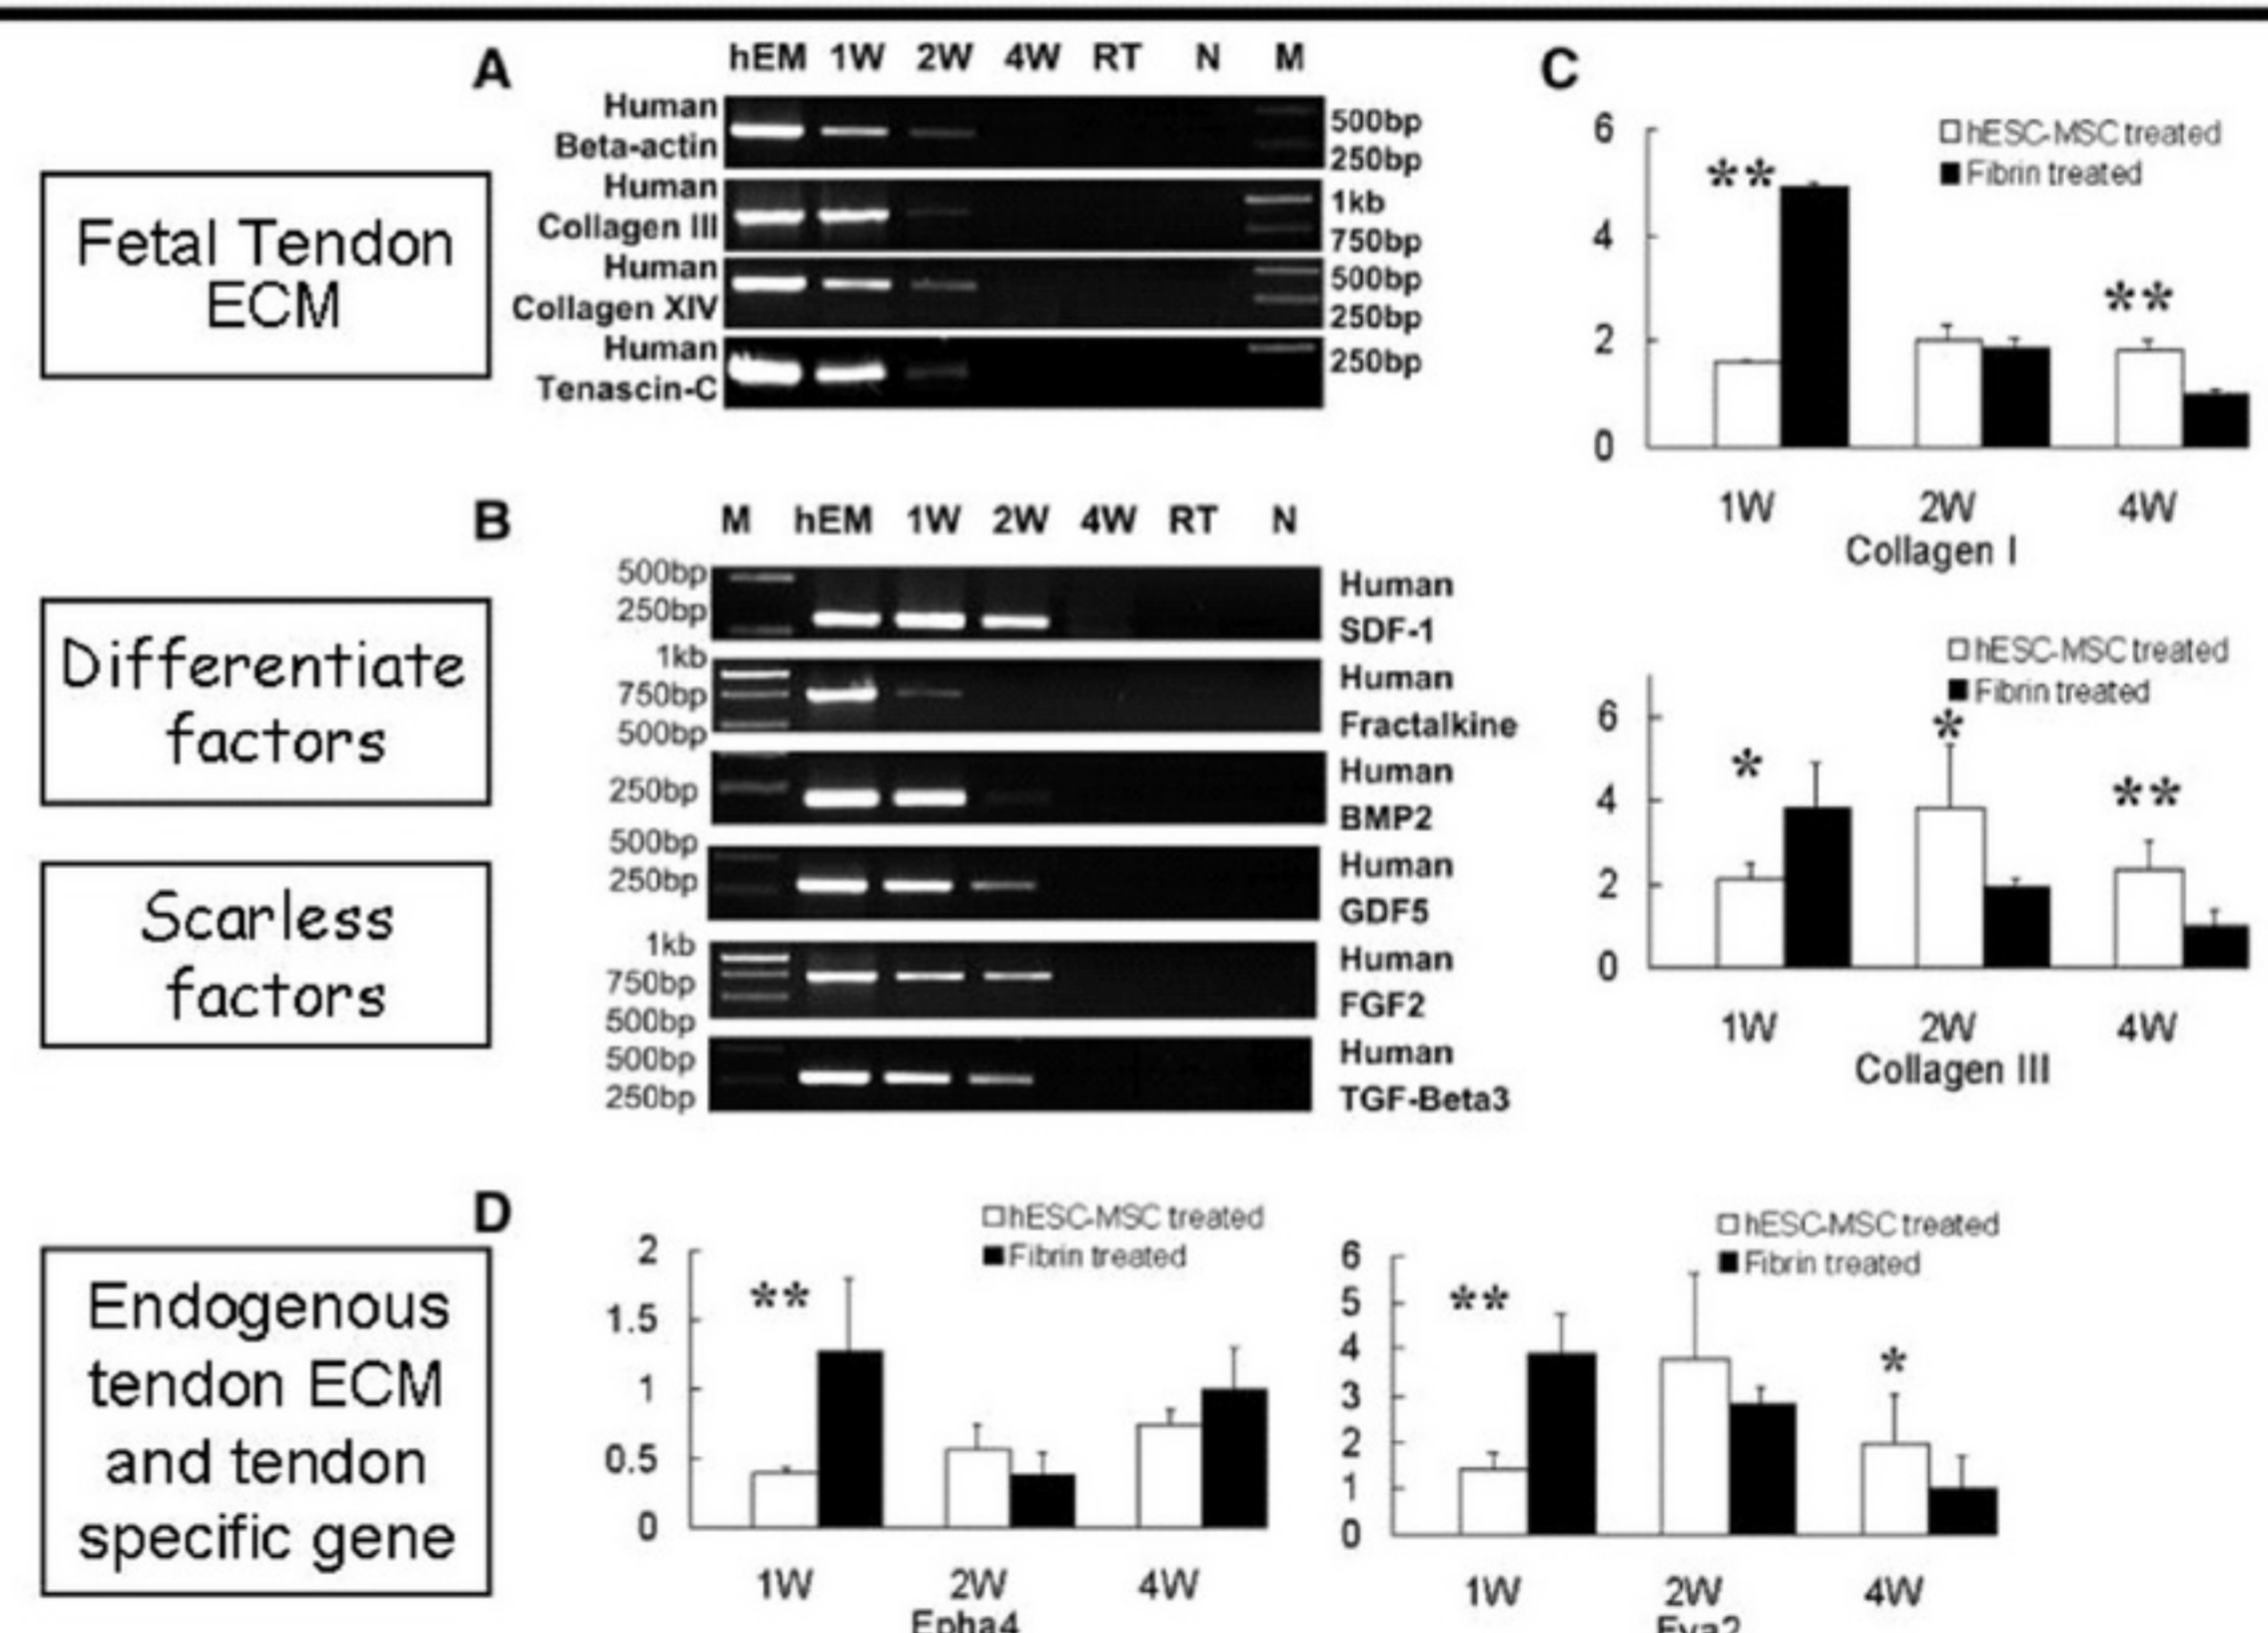 A
hEM 1W 2W 4W RT N M
Fetal Tendon
ECM
Human
Beta-actin
500bp
250bp
Human
Collagen III
1kb
750bp
Human
Collagen XIV
500bp
250bp
Human
Tenascin-C
250bp
B
M hEM 1W 2W 4W RT N
Differentiate
factors
Scarless
factors
500bp
250bp
Human
SDF-1
1kb
750bp
500bp
Human
Fractalkine
250bp
Human
BMP2
500bp
250bp
Human
GDF5
1kb
750bp
500bp
Human
FGF2
500bp
250bp
Human
TGF-Beta3
C
hESC-MSC treated
Fibrin treated
6
4
2
0
**
**
1W 2W 4W
Collagen I
hESC-MSC treated
Fibrin treated
6
4
2
0
*
*
**
1W 2W 4W
Collagen III
D
Endogenous
tendon ECM
and tendon
specific gene
hESC-MSC treated
Fibrin treated
2
1.5
1
0.5
0
**
1W 2W 4W
Epha4
hESC-MSC treated
Fibrin treated
6
5
4
3
2
1
0
**
*
1W 2W 4W
Eya2